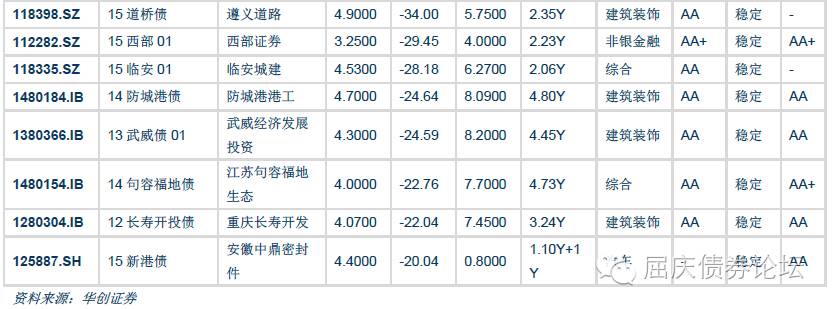 118398.SZ 15 道桥债 遵义道路 4.9000 -34.00 5.7500 2.35Y 建筑装饰 AA 稳定 -
112282.SZ 15 西部 01 西部证券 3.2500 -29.45 4.0000 2.23Y 非银金融 AA+ 稳定 AA+
118335.SZ 15 临安 01 临安城建 4.5300 -28.18 6.2700 2.06Y 综合 AA 稳定 -
1480184.IB 14 防城港债 防城港港工 4.7000 -24.64 8.0900 4.80Y 建筑装饰 AA 稳定 AA
1380366.IB 13 武威债 01 武威经济发展投资 4.3000 -24.59 8.2000 4.45Y 建筑装饰 AA 稳定 AA
1480154.IB 14 句容福地债 江苏句容福地生态 4.0000 -22.76 7.7000 4.73Y 综合 AA 稳定 AA+
1280304.IB 12 长寿开投债 重庆长寿开发 4.0700 -22.04 7.4500 3.24Y 建筑装饰 AA 稳定 AA
125887.SH 15 新港债 安徽中鼎密封件 4.4000 -20.04 0.8000 1.10Y+1Y 车 - 稳定 AA
屈庆债券论坛
资料来源：华创证券